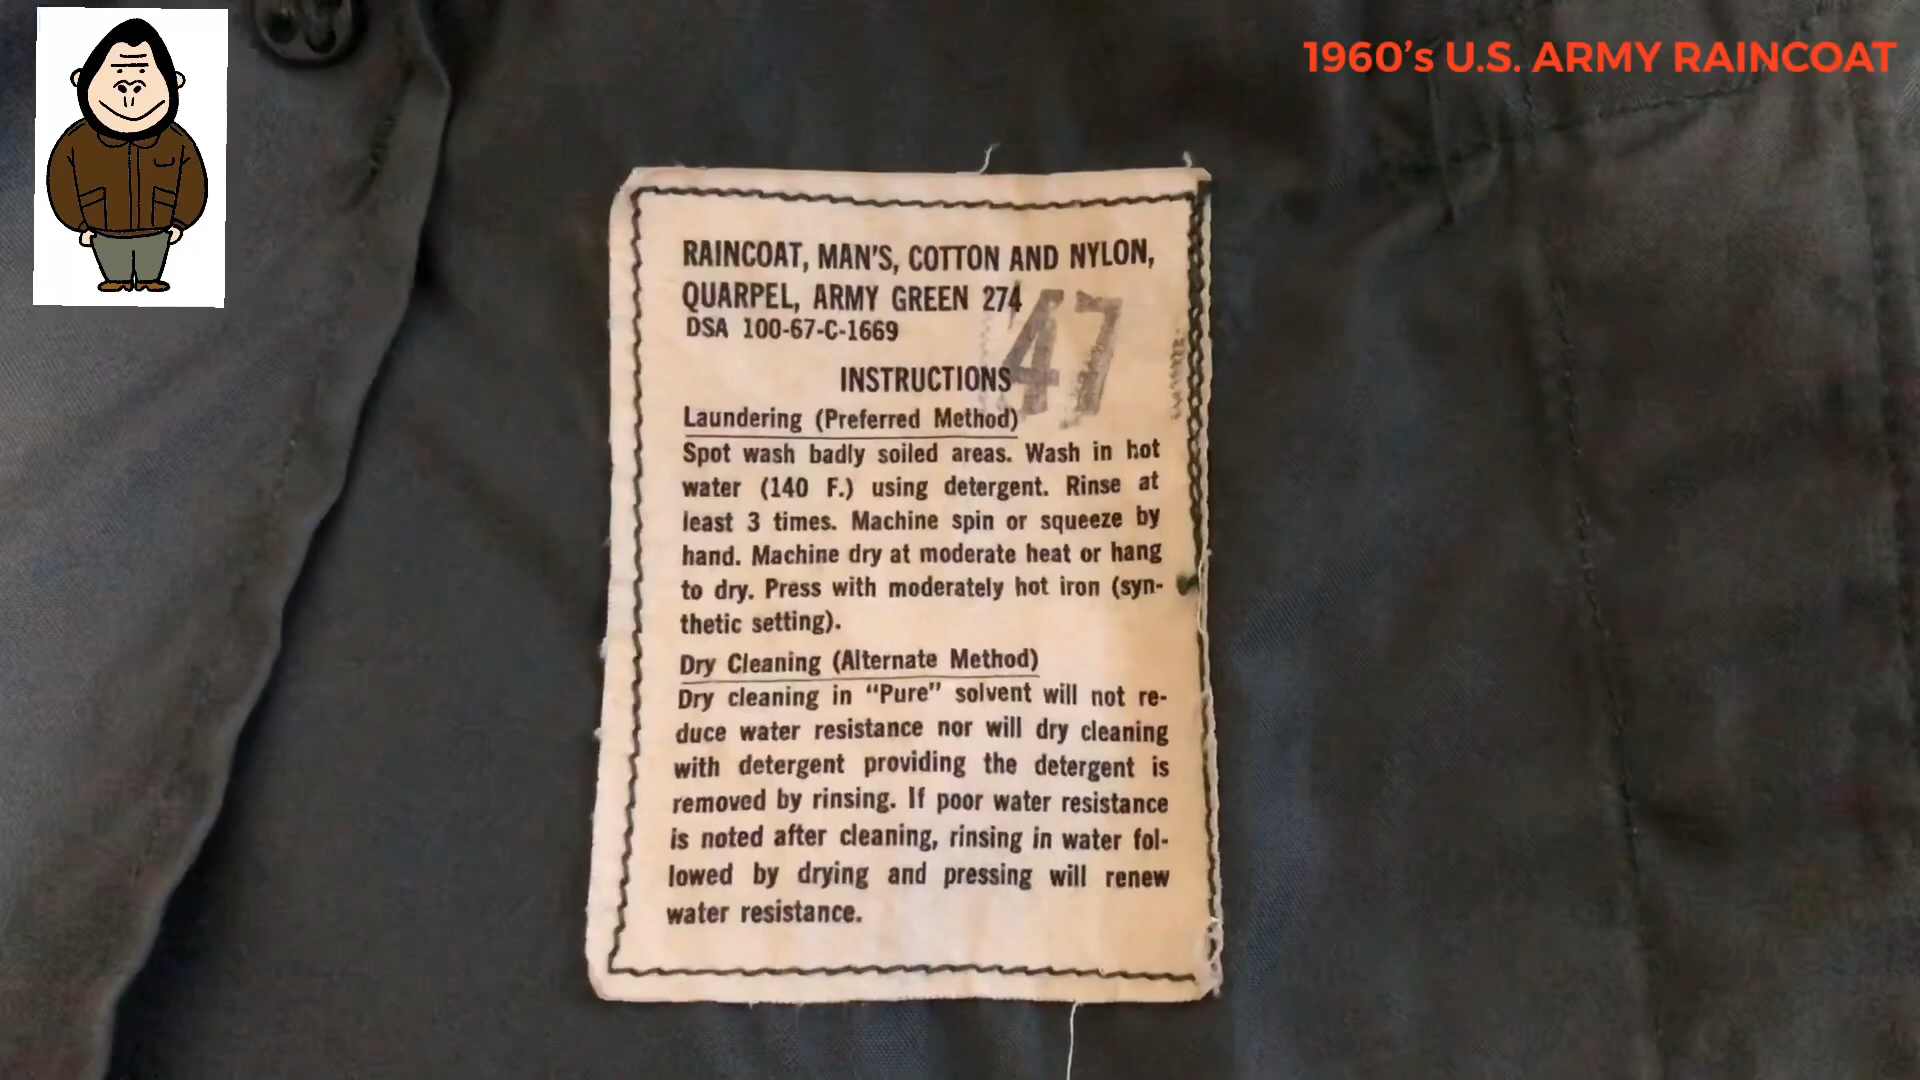 1960's U.S. ARMY RAINCOAT
RAINCOAT, MAN'S, COTTON AND NYLON,
QUARPEL, ARMY GREEN 274
DSA 100-67-C-1669
47
INSTRUCTIONS
Laundering (Preferred Method)
Spot wash badly soiled areas. Wash in hot
water (140 F.) using detergent. Rinse at
least 3 times. Machine spin or squeeze by
hand. Machine dry at moderate heat or hang
to dry. Press with moderately hot iron (syn-
thetic setting).
Dry Cleaning (Alternate Method)
Dry cleaning in “Pure” solvent will not re-
duce water resistance nor will dry cleaning
with detergent providing the detergent is
removed by rinsing. If poor water resistance
is noted after cleaning, rinsing in water fol-
lowed by drying and pressing will renew
water resistance.